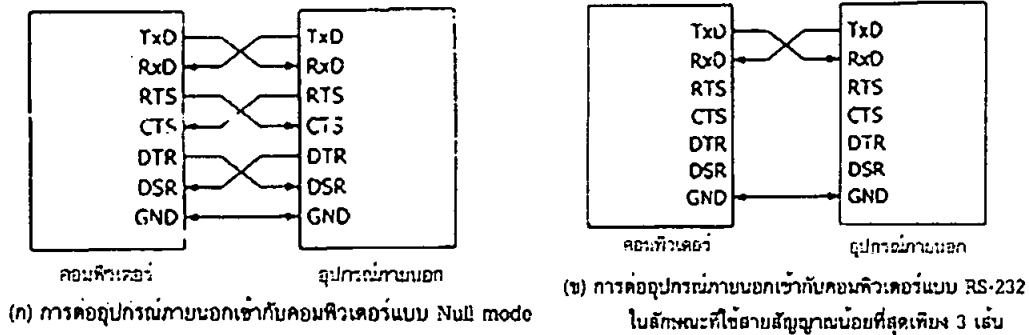 TxD TxD
RxD RxD
RTS RTS
CTS CTS
DTR DTR
DSR DSR
GND GND
คอมพิวเตอร์ อุปกรณ์ภายนอก
(ก) การต่ออุปกรณ์ภายนอกเข้ากับคอมพิวเตอร์แบบ Null mode
TxD TxD
RxD RxD
RTS RTS
CTS CTS
DTR DTR
DSR DSR
GND GND
คอมพิวเตอร์ อุปกรณ์ภายนอก
(ข) การต่ออุปกรณ์ภายนอกเข้ากับคอมพิวเตอร์แบบ RS-232
ในลักษณะที่ใช้สายสัญญาณน้อยที่สุดเพียง 3 เส้น